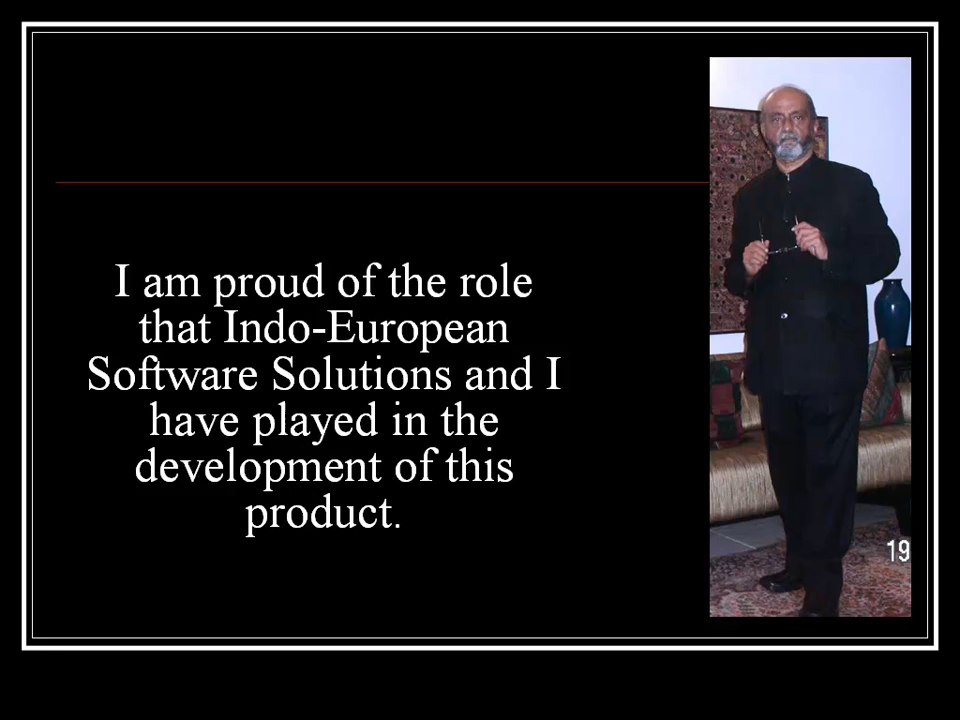 I am proud of the role
that Indo-European
Software Solutions and I
have played in the
development of this
product.
19